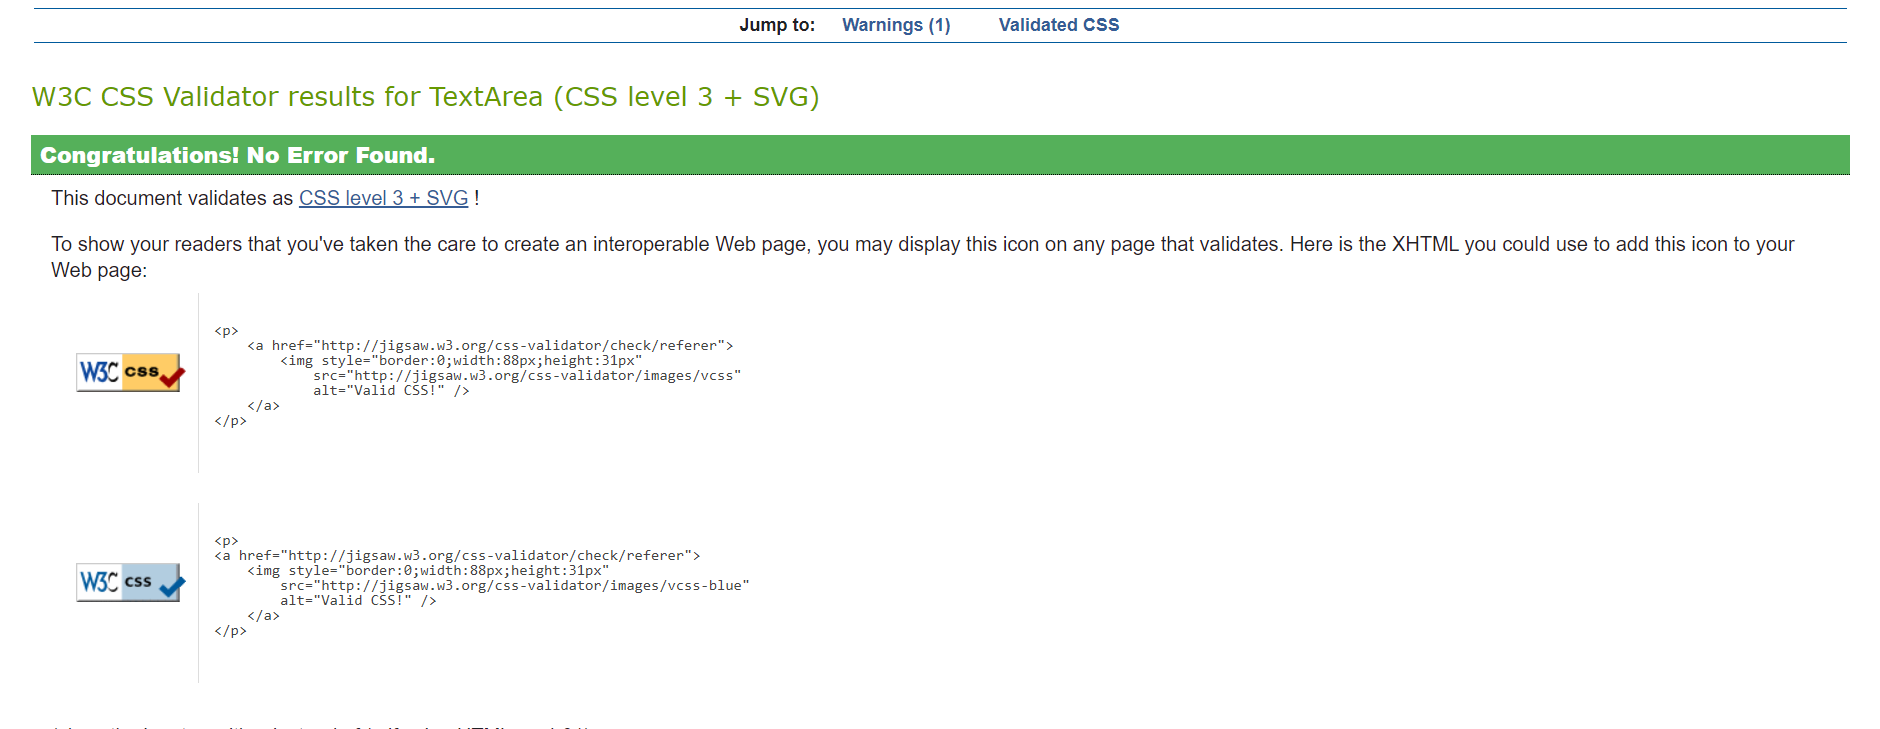 Jump to: Warnings (1) Validated CSS
W3C CSS Validator results for TextArea (CSS level 3 + SVG)
Congratulations! No Error Found.
This document validates as CSS level 3 + SVG !
To show your readers that you've taken the care to create an interoperable Web page, you may display this icon on any page that validates. Here is the XHTML you could use to add this icon to your
Web page:
<p>
<a href="http://jigsaw.w3.org/css-validator/check/referer">
<img style="border:0;width:88px;height:31px"
W3C css
src="http://jigsaw.w3.org/css-validator/images/vcss"
alt="Valid CSS!" />
</a>
</p>
<p>
<a href="http://jigsaw.w3.org/css-validator/check/referer">
<img style="border:0;width:88px;height:31px"
W3C css
src="http://jigsaw.w3.org/css-validator/images/vcss-blue"
alt="Valid CSS!" />
</a>
</p>